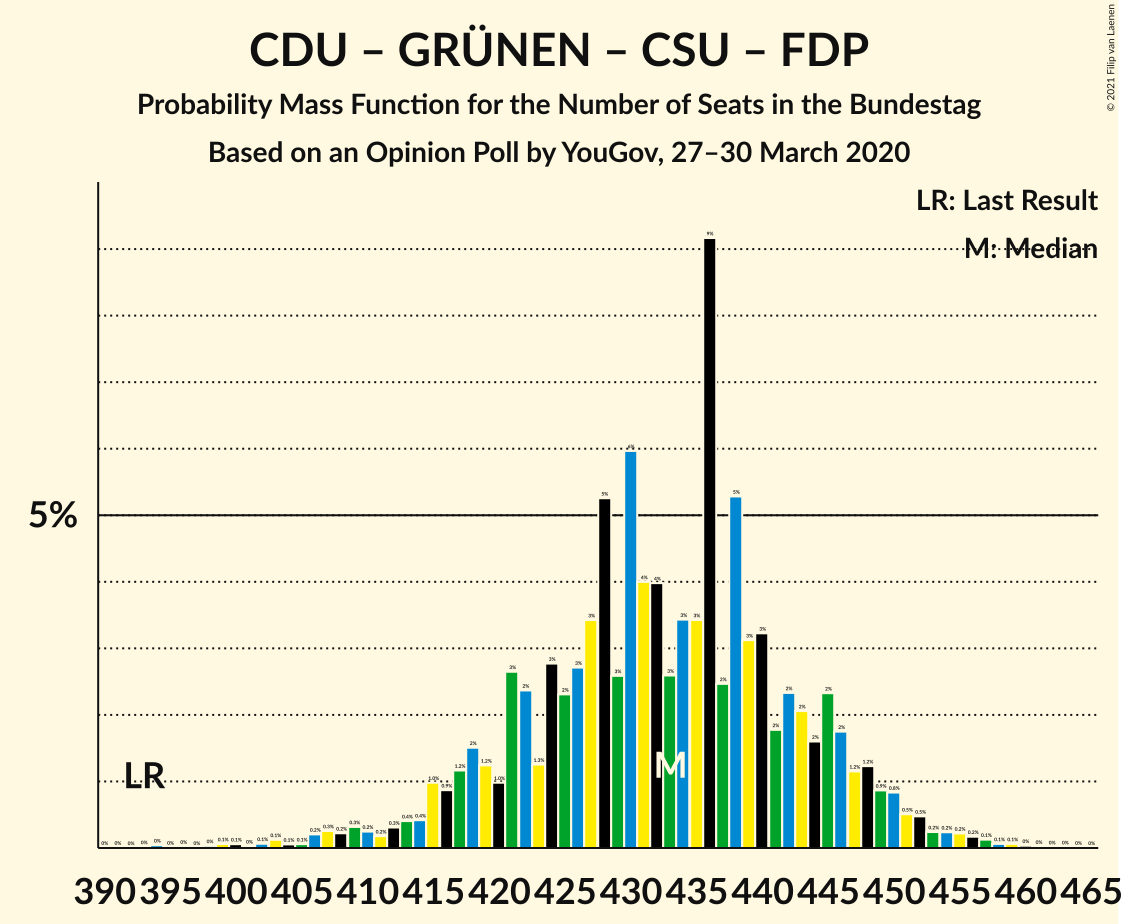 CDU – GRÜNEN – CSU – FDP
Probability Mass Function for the Number of Seats in the Bundestag
Based on an Opinion Poll by YouGov, 27–30 March 2020
© 2021 Filip van Laenen
LR: Last Result
M: Median
5%
LR
M
390 395 400 405 410 415 420 425 430 435 440 445 450 455 460 465